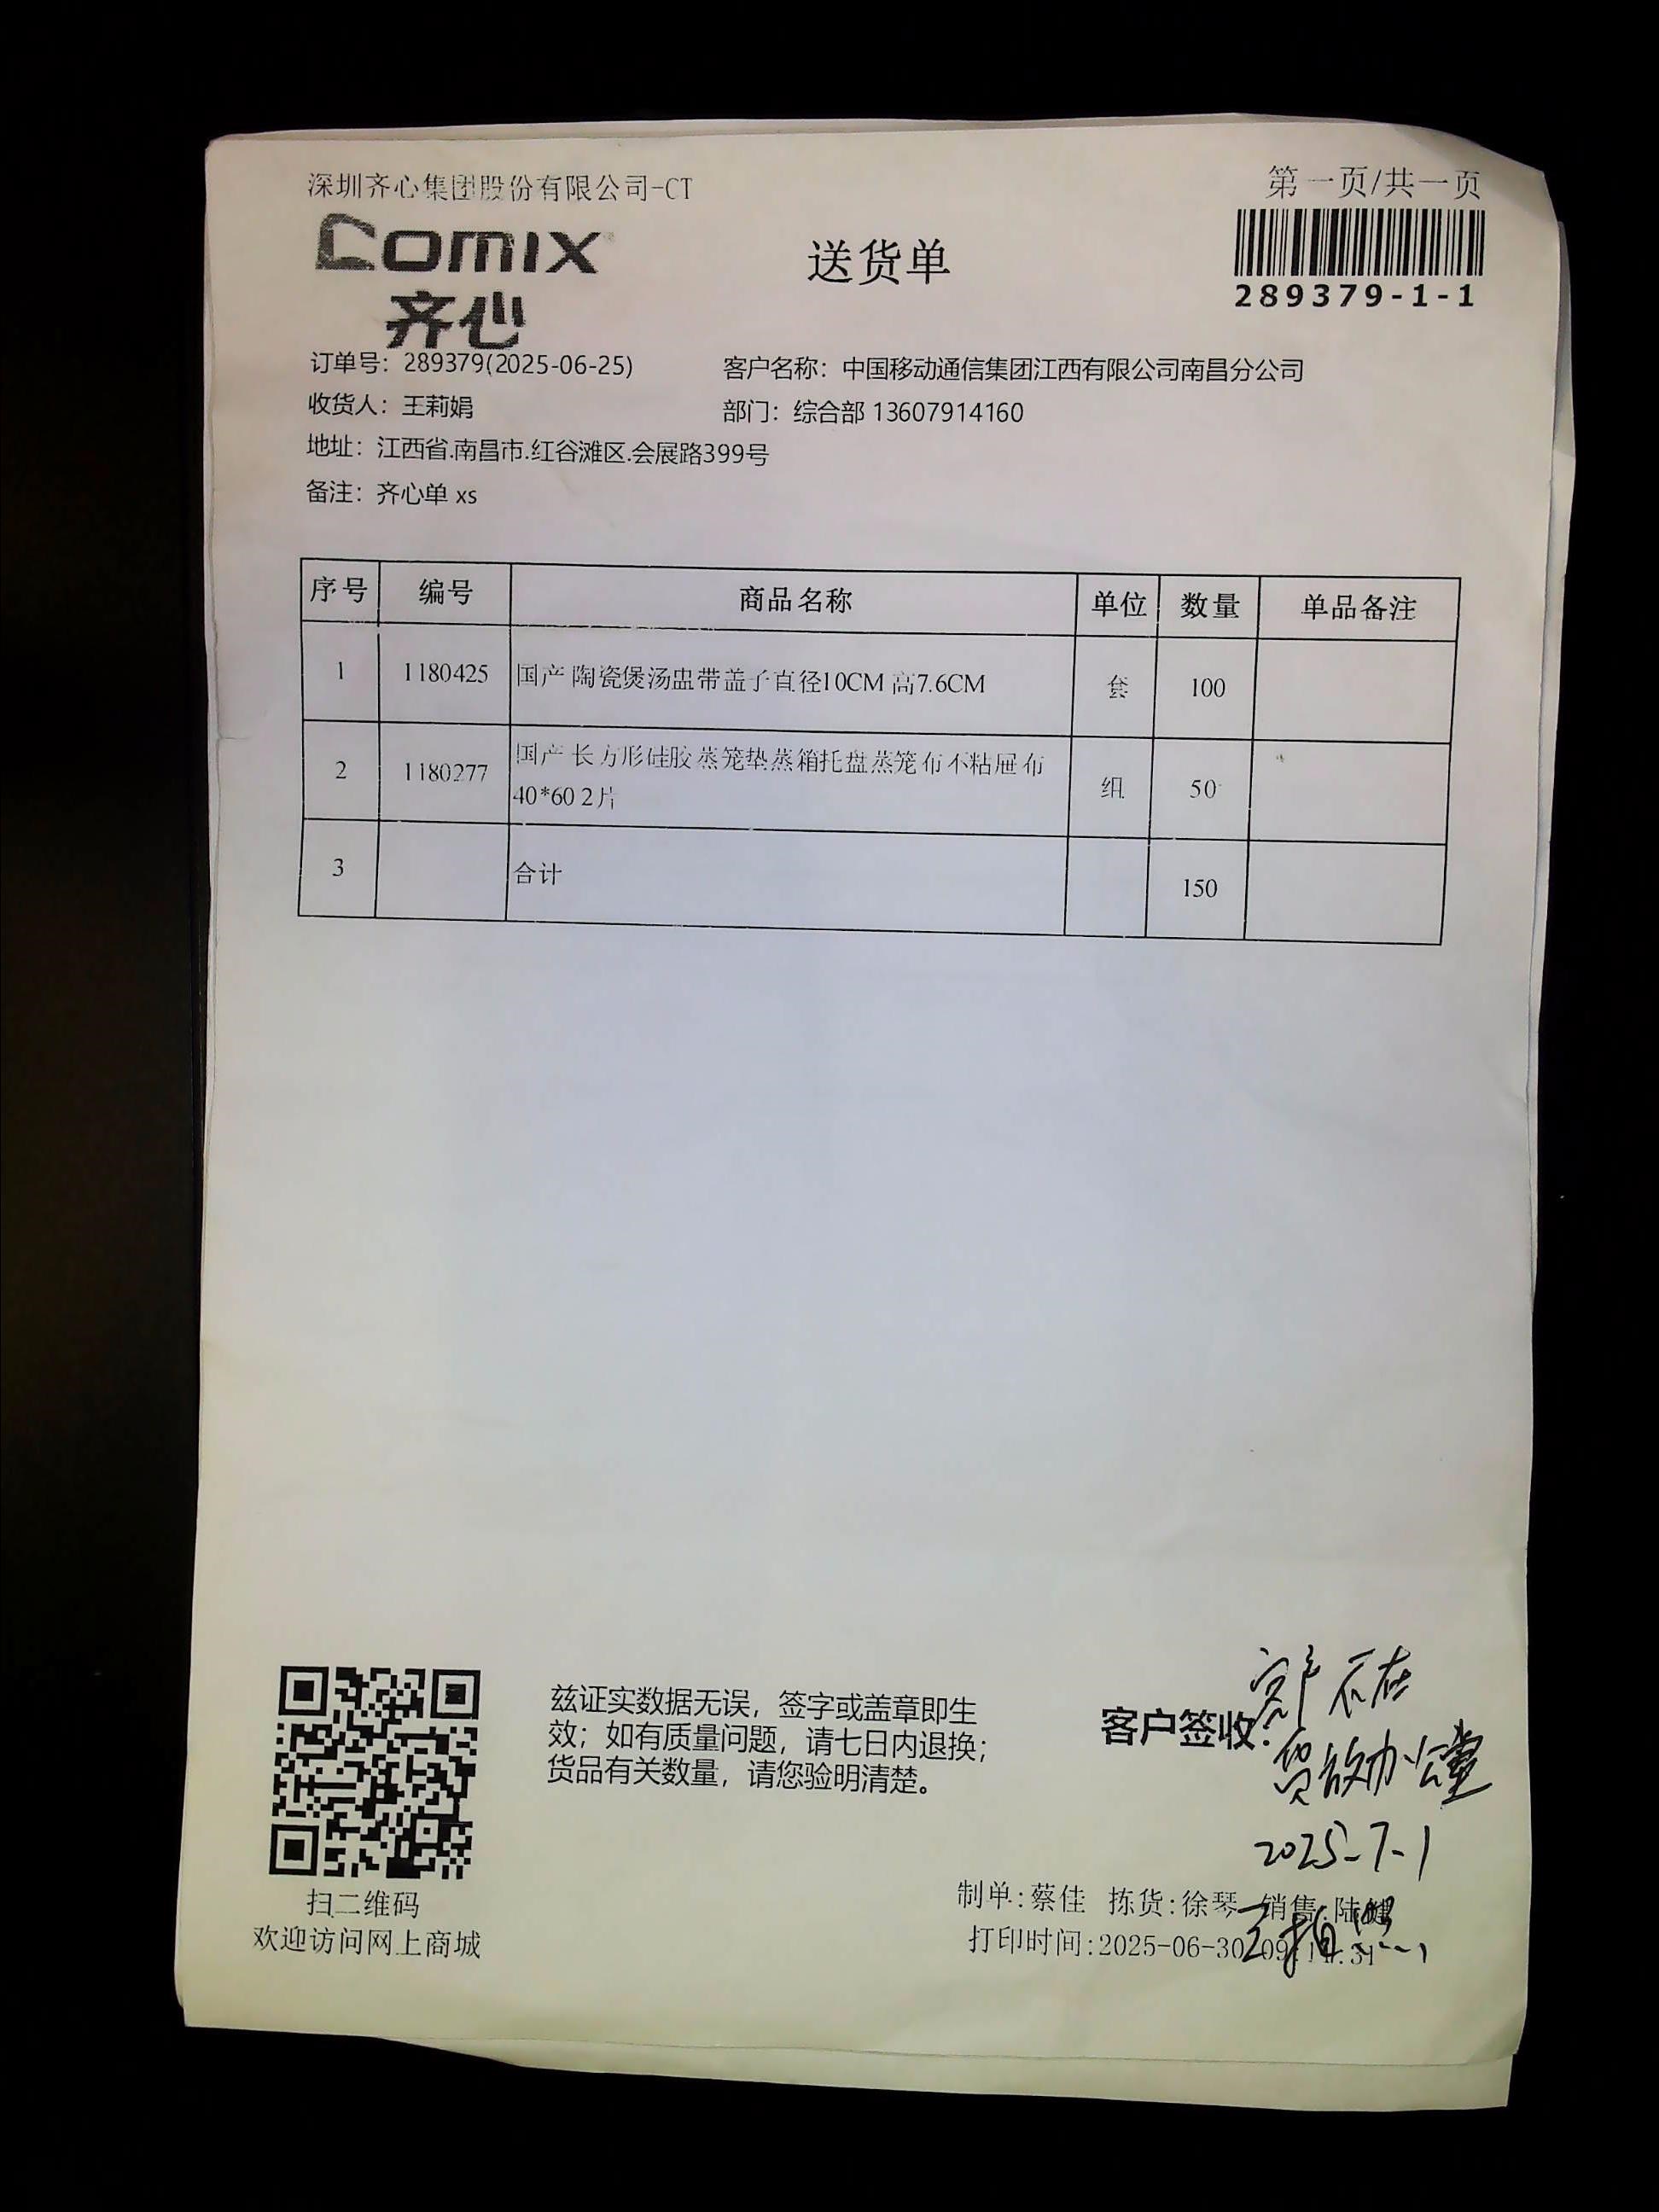 深圳齐心集团股份有限公司-CT
第一页/共一页
comix
齐心
送货单
289379-1-1
订单号：289379(2025-06-25)
客户名称：中国移动通信集团江西有限公司南昌分公司
收货人：王莉娟
部门：综合部 13607914160
地址：江西省.南昌市.红谷滩区.会展路399号
备注：齐心单 xs
序号 编号 商品名称 单位 数量 单品备注
1 1180425 国产 陶瓷煲汤盅带盖子直径10CM 高7.6CM 套 100
2 1180277 国产 长方形硅胶蒸笼垫蒸箱托盘蒸笼布不粘屉布
40*60 2片 组 50
3 合计 150
兹证实数据无误，签字或盖章即生
效；如有质量问题，请七日内退换；
货品有关数量，请您验明清楚。
客户签收:
客户不在
货放办公室
2025-7-1
扫二维码
欢迎访问网上商城
制单:蔡佳 拣货:徐琴 销售:陆
打印时间:2025-06-30
拍照